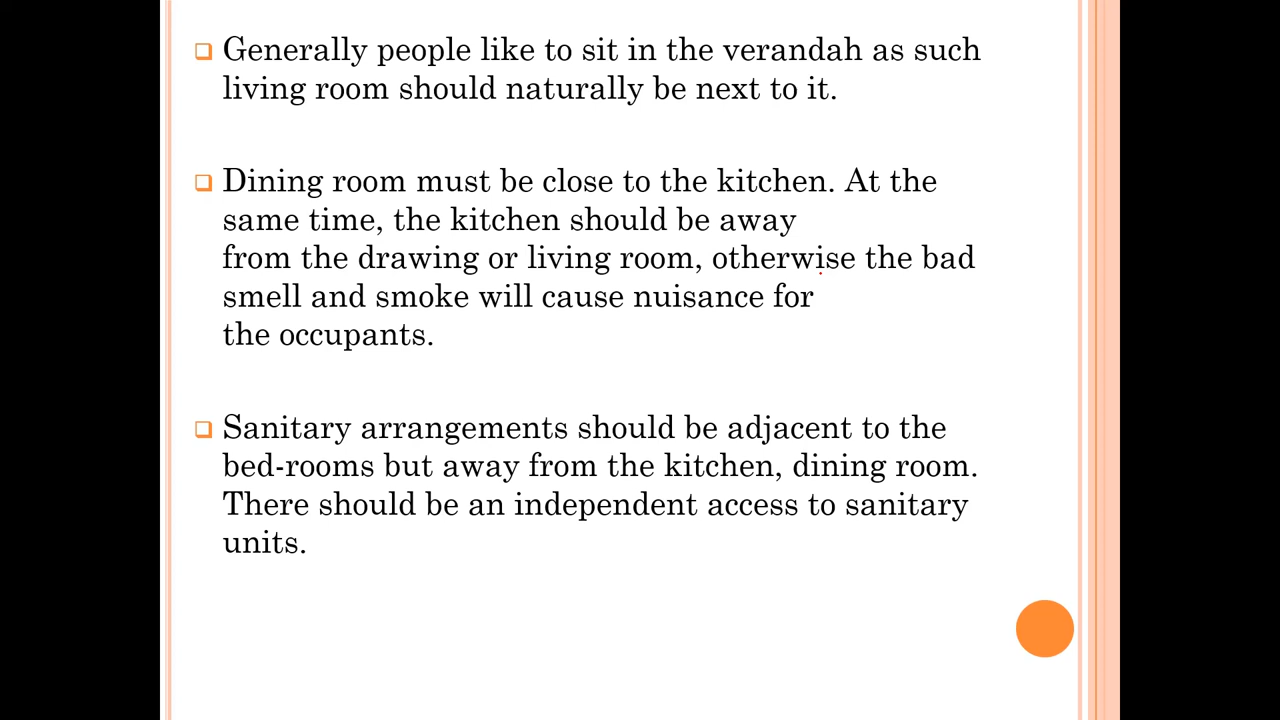 Generally people like to sit in the verandah as such
living room should naturally be next to it.
Dining room must be close to the kitchen. At the
same time, the kitchen should be away
from the drawing or living room, otherwise the bad
smell and smoke will cause nuisance for
the occupants.
Sanitary arrangements should be adjacent to the
bed-rooms but away from the kitchen, dining room.
There should be an independent access to sanitary
units.